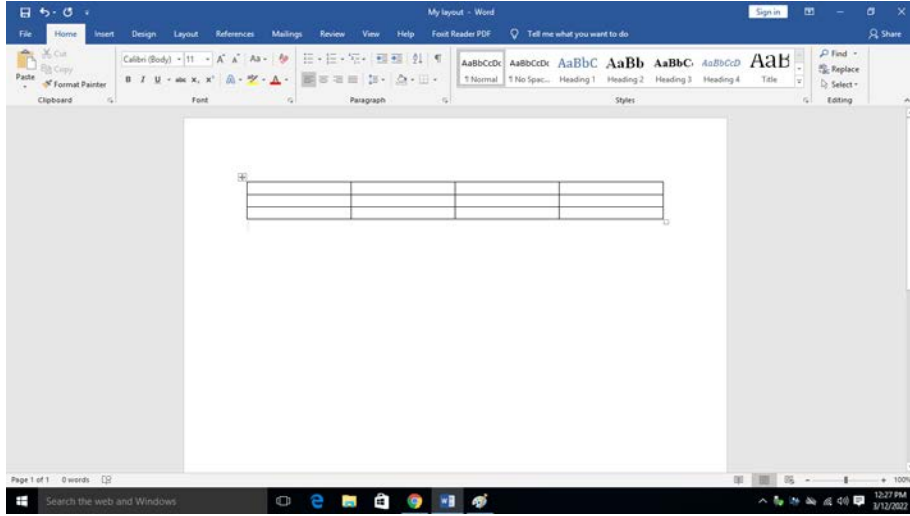 My layout - Word
Sign in
File Home Insert Design Layout References Mailings Review View Help Foxit Reader PDF Tell me what you want to do
Share
Paste
Cut
Copy
Format Painter
Clipboard
Calibri (Body) 11
Aa
B I U abc X, X'
A
Font
Paragraph
AaBbCcDc AaBbCcDc AaBbC AaBb AaBbC AaBbCcD AaB
¶ Normal ¶ No Spac... Heading 1 Heading 2 Heading 3 Heading 4 Title
Styles
Find
Replace
Select
Editing
Page 1 of 1 0 words
100%
Search the web and Windows
12:27 PM
3/12/2022